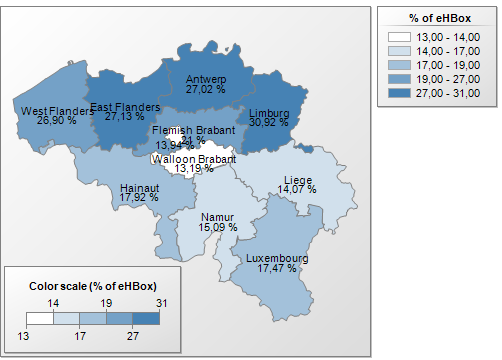 % of eHBox
13,00 - 14,00
14,00 - 17,00
17,00 - 19,00
19,00 - 27,00
27,00 - 31,00
Antwerp
27,02 %
West Flanders
26,90 %
East Flanders
27,13 %
Limburg
30,92 %
Flemish Brabant
21 %
13,94 %
Walloon Brabant
13,19 %
Hainaut
17,92 %
Liege
14,07 %
Namur
15,09 %
Luxembourg
17,47 %
Color scale (% of eHBox)
14 19 31
13 17 27